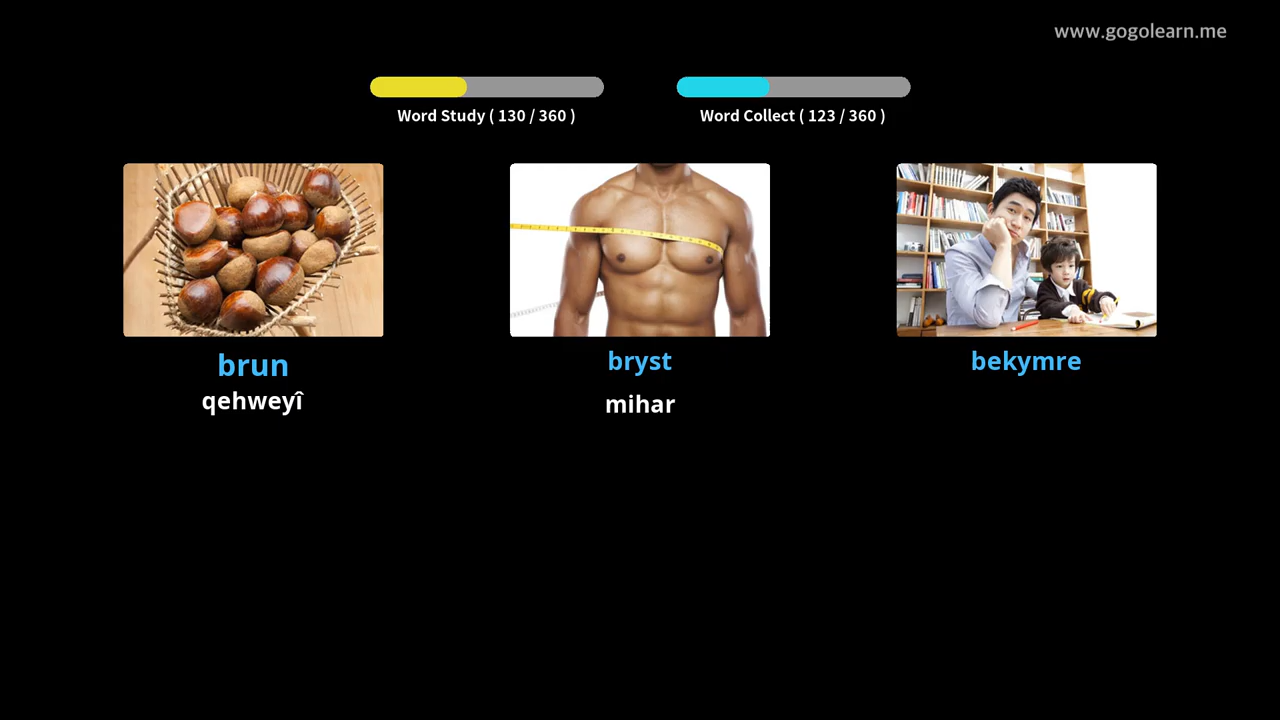 www.gogolearn.me
Word Study ( 130 / 360 )
Word Collect ( 123 / 360 )
brun
bryst
bekymre
qehweyî
mihar